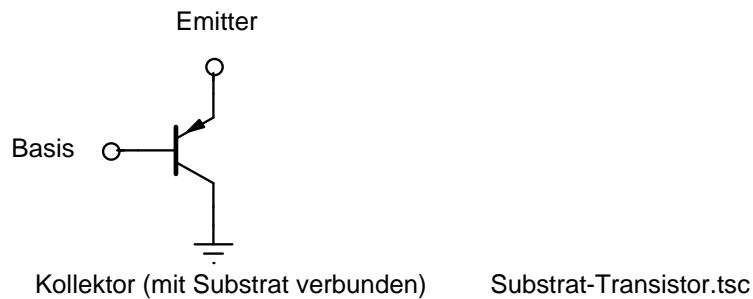 Emitter
Basis
Kollektor (mit Substrat verbunden)
Substrat-Transistor.tsc